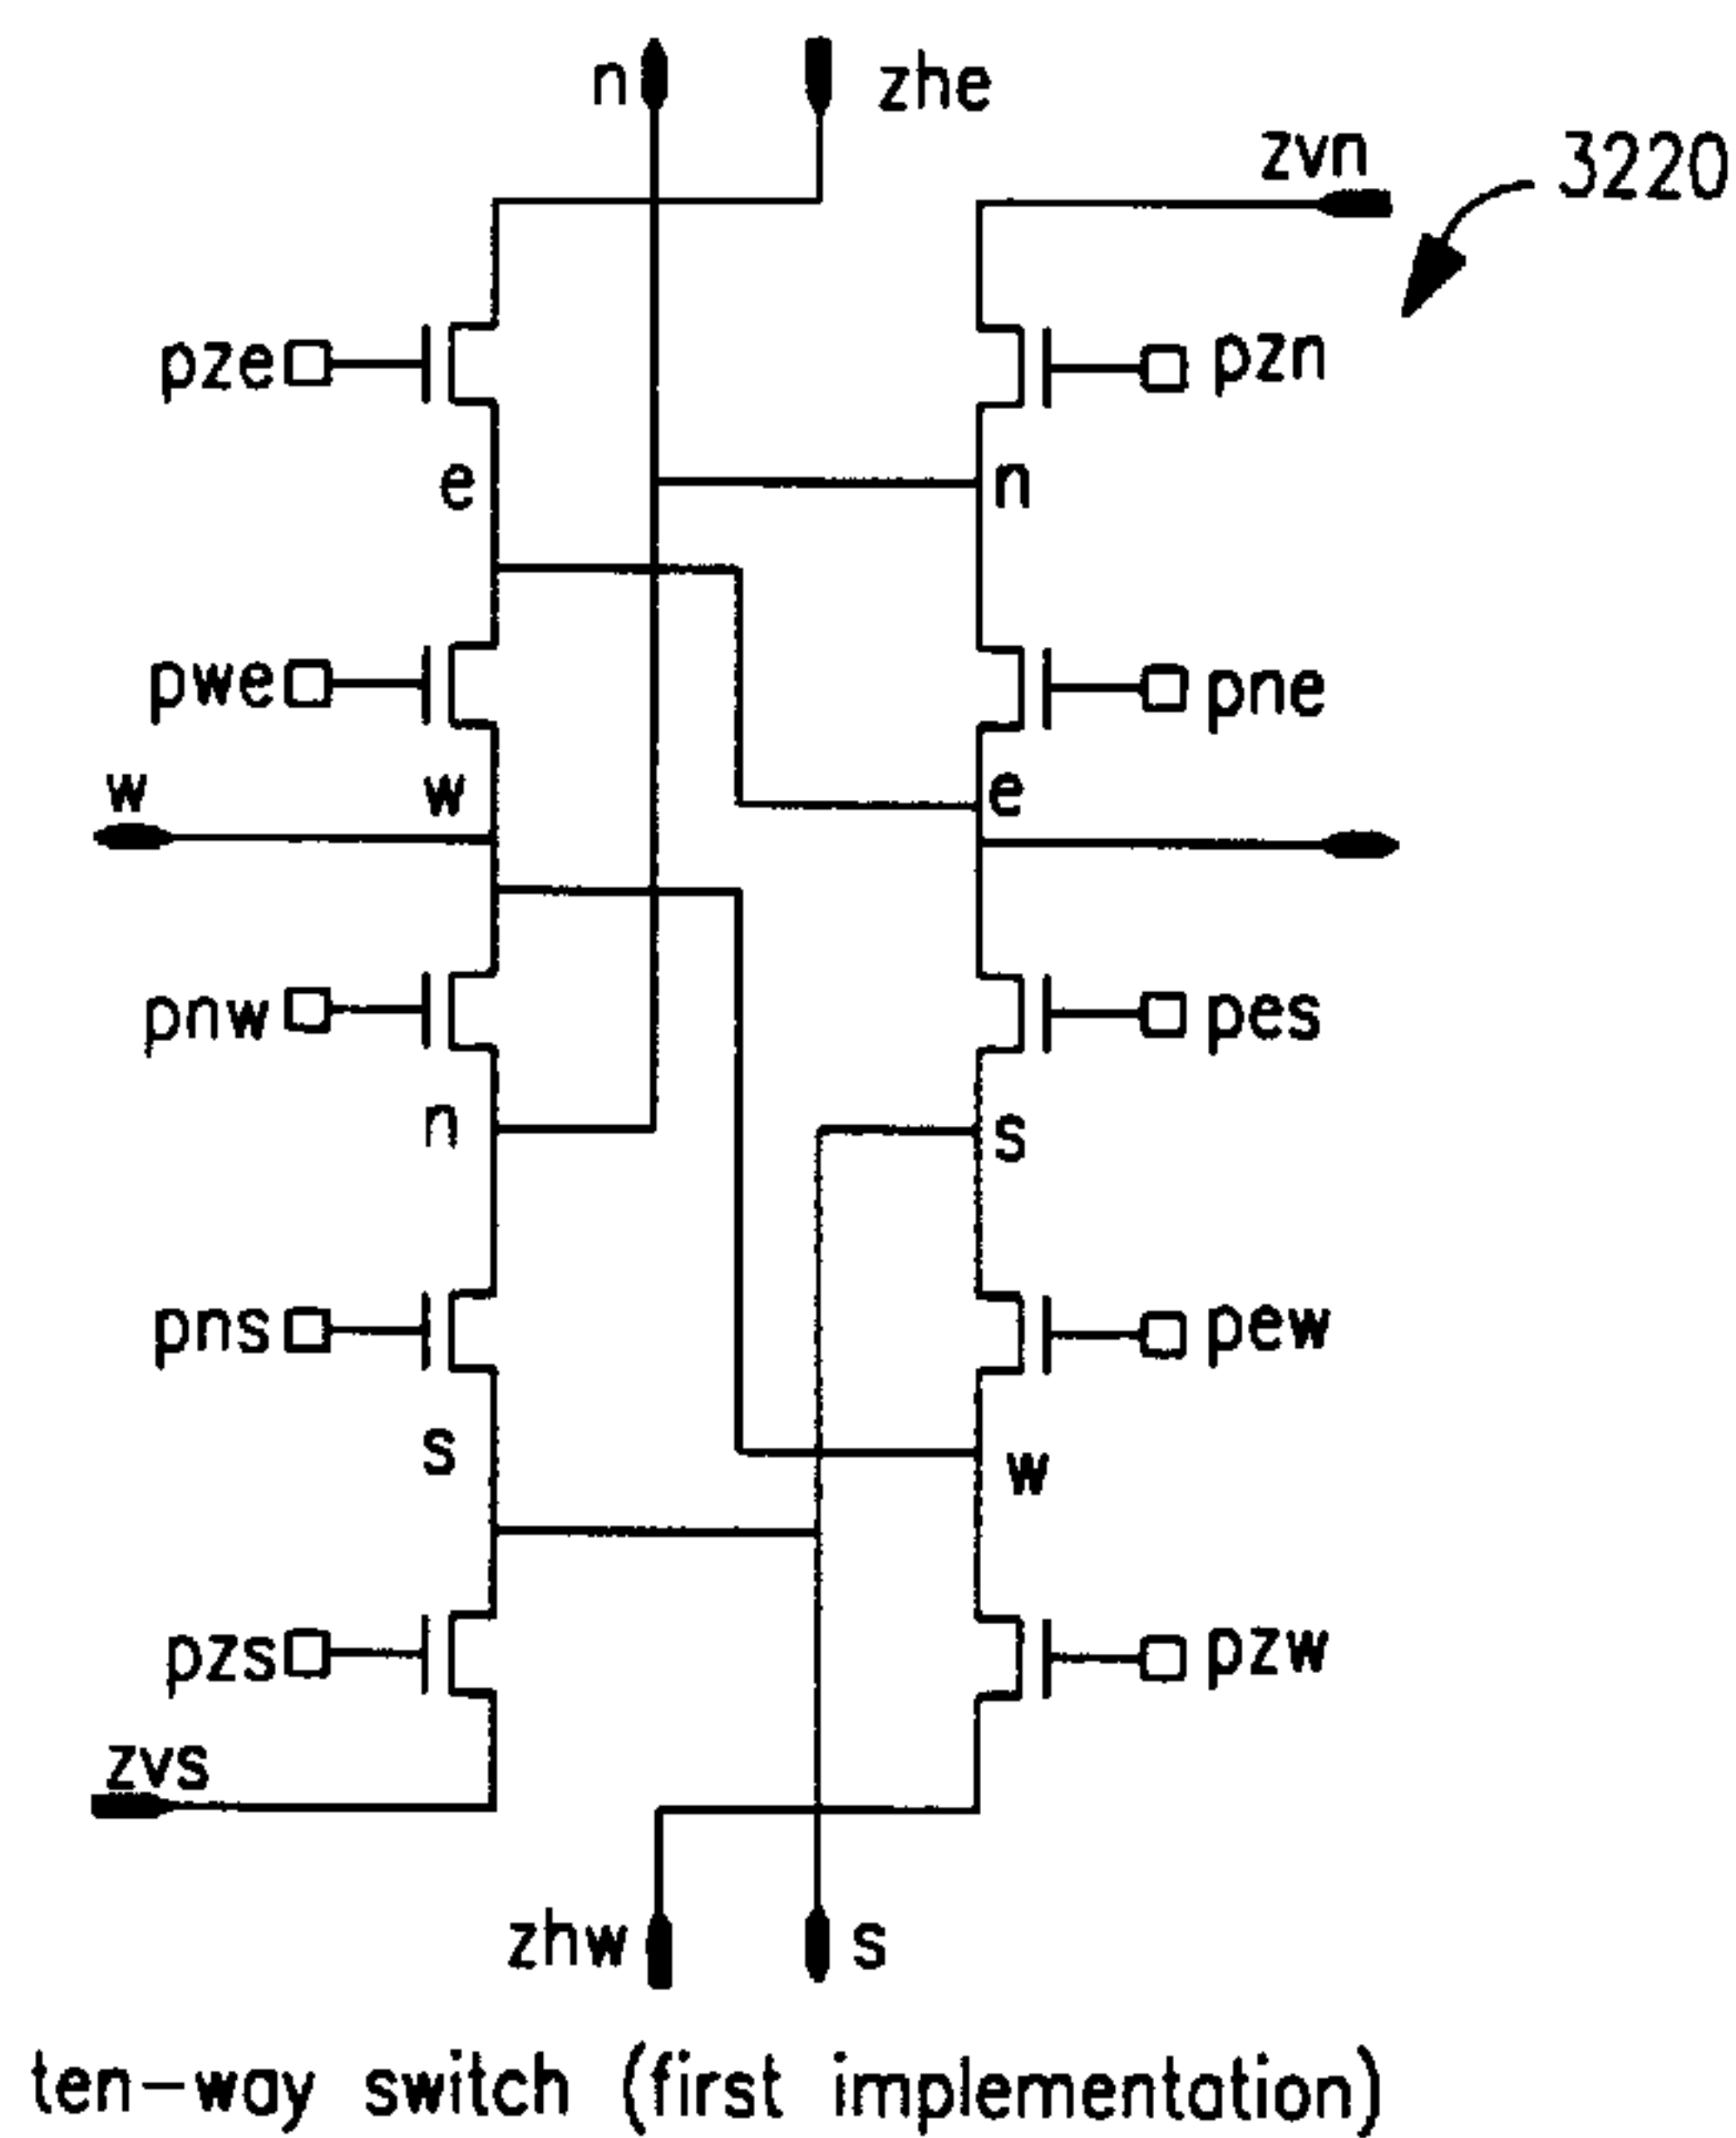 n
zhe
zvn
3220
pze
pzn
e
n
pwe
pne
w
w
e
pnw
pes
n
s
pns
pew
s
w
pzs
pzw
zvs
zhw
s
ten-way switch (first implementation)